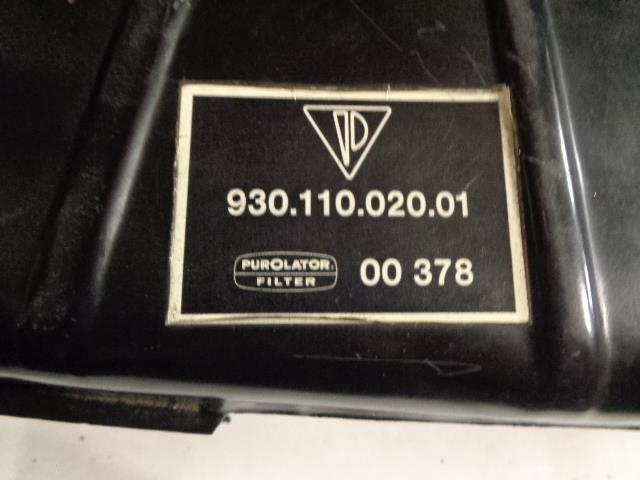 930.110.020.01
PUROLATOR
FILTER
00 378